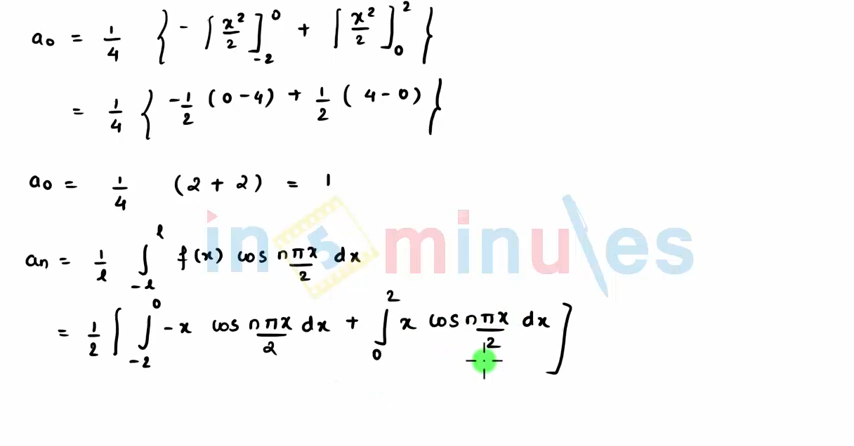 a₀ = 1/4 { - [x²/2]₋₂⁰ + [x²/2]₀² }
= 1/4 { -1/2 (0-4) + 1/2 (4-0) }
a₀ = 1/4 (2+2) = 1
in 5 minutes
aₙ = 1/l ∫₋ₗˡ f(x) cos nπx/2 dx
= 1/2 [ ∫₋₂⁰ -x cos nπx/2 dx + ∫₀² x cos nπx/2 dx ]